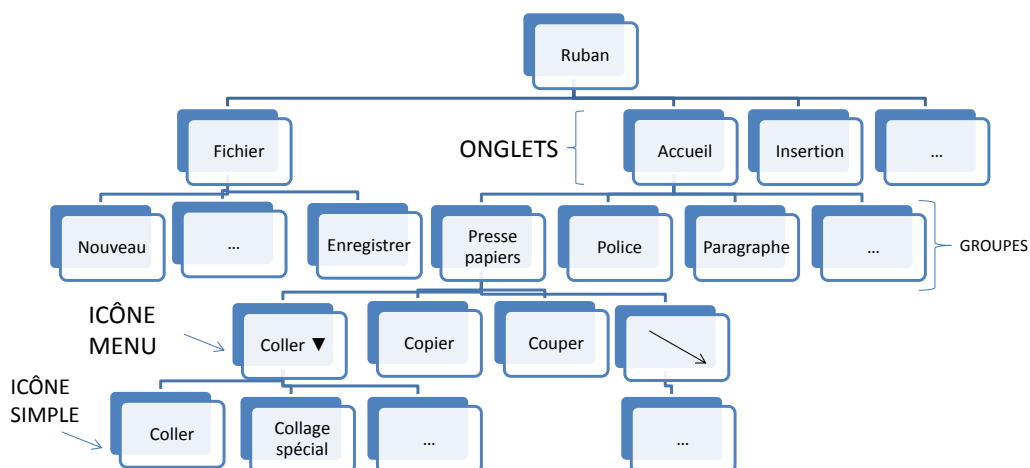 Ruban
Fichier
ONGLETS
Accueil
Insertion
...
Nouveau
...
Enregistrer
Presse
papiers
Police
Paragraphe
...
GROUPES
ICÔNE
MENU
Coller ▼
Copier
Couper
ICÔNE
SIMPLE
Coller
Collage
spécial
...
...